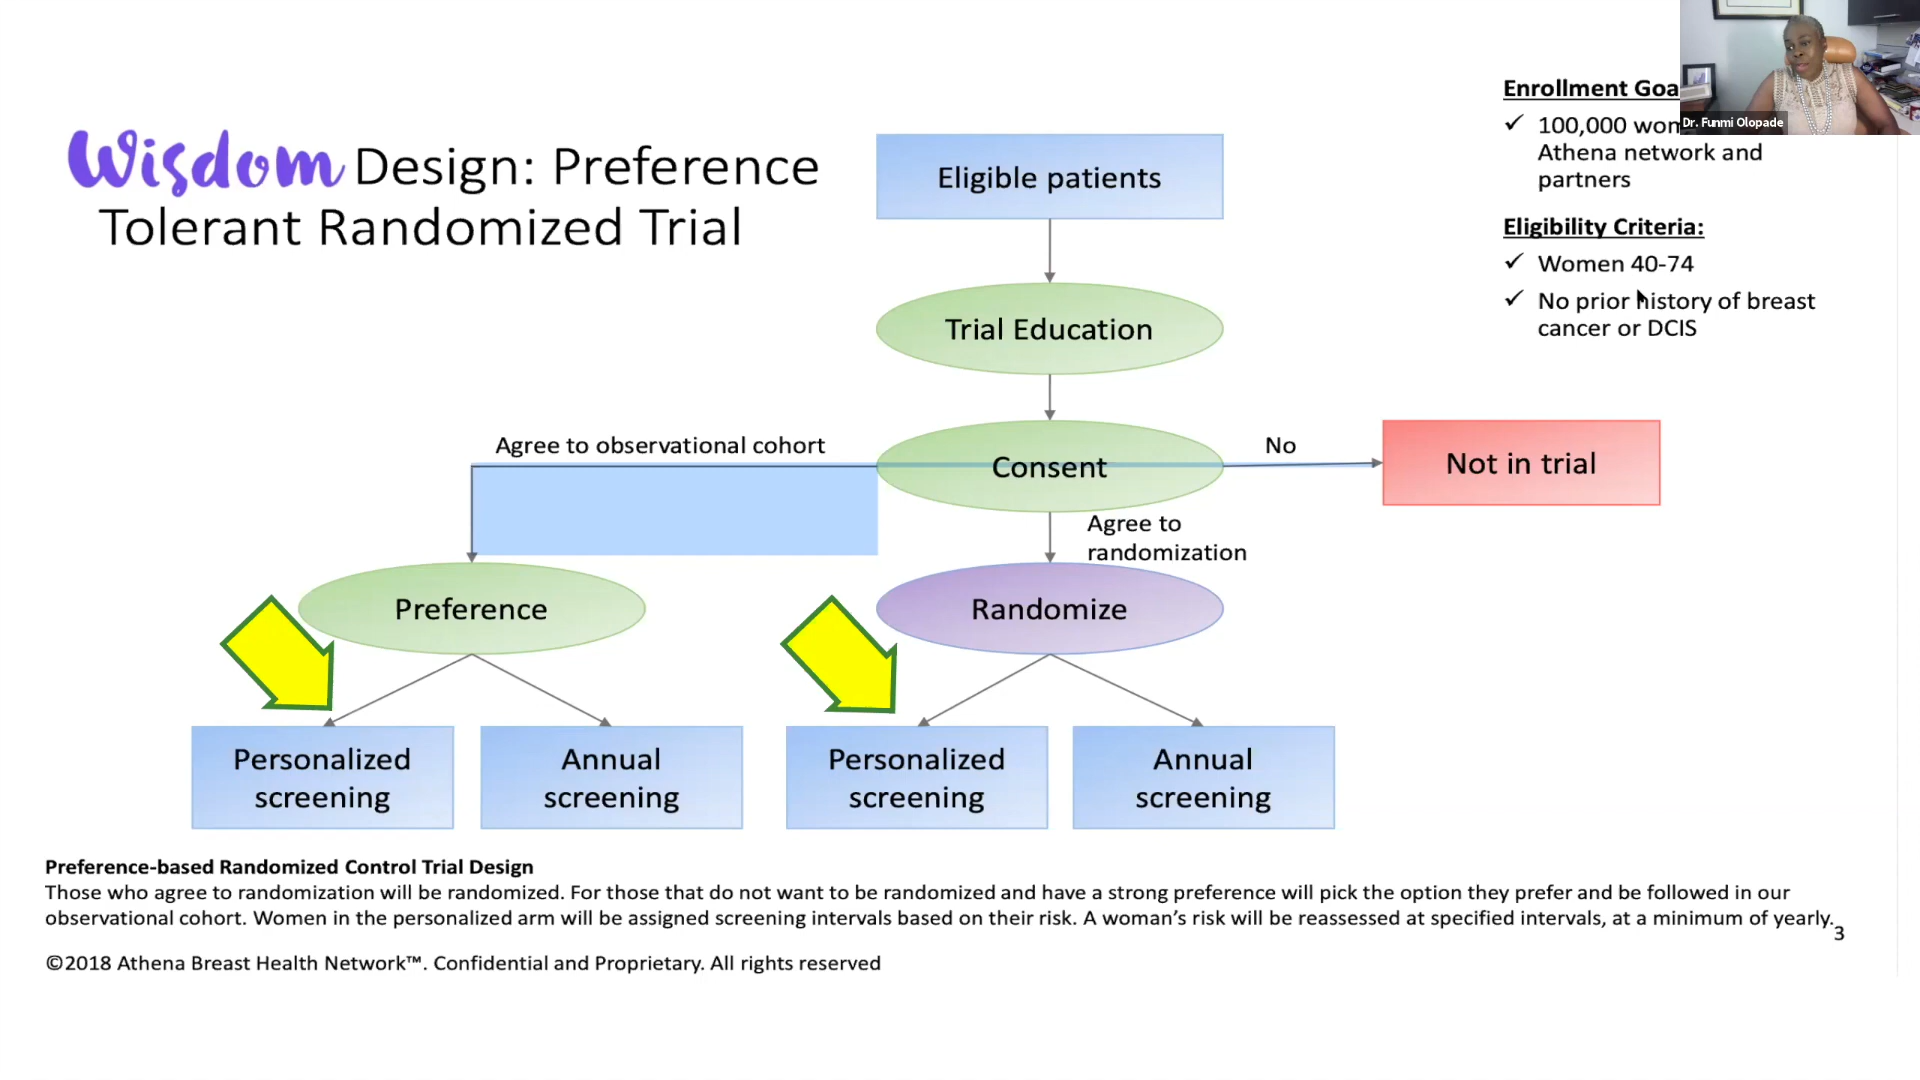 Wisdom Design: Preference
Tolerant Randomized Trial
Eligible patients
Trial Education
Consent
Agree to observational cohort
No
Not in trial
Agree to
randomization
Preference
Randomize
Personalized
screening
Annual
screening
Personalized
screening
Annual
screening
Enrollment Goa
100,000 wom
Athena network and
partners
Eligibility Criteria:
Women 40-74
No prior history of breast
cancer or DCIS
Dr. Funmi Olopade
Preference-based Randomized Control Trial Design
Those who agree to randomization will be randomized. For those that do not want to be randomized and have a strong preference will pick the option they prefer and be followed in our
observational cohort. Women in the personalized arm will be assigned screening intervals based on their risk. A woman's risk will be reassessed at specified intervals, at a minimum of yearly.
3
©2018 Athena Breast Health Network™. Confidential and Proprietary. All rights reserved